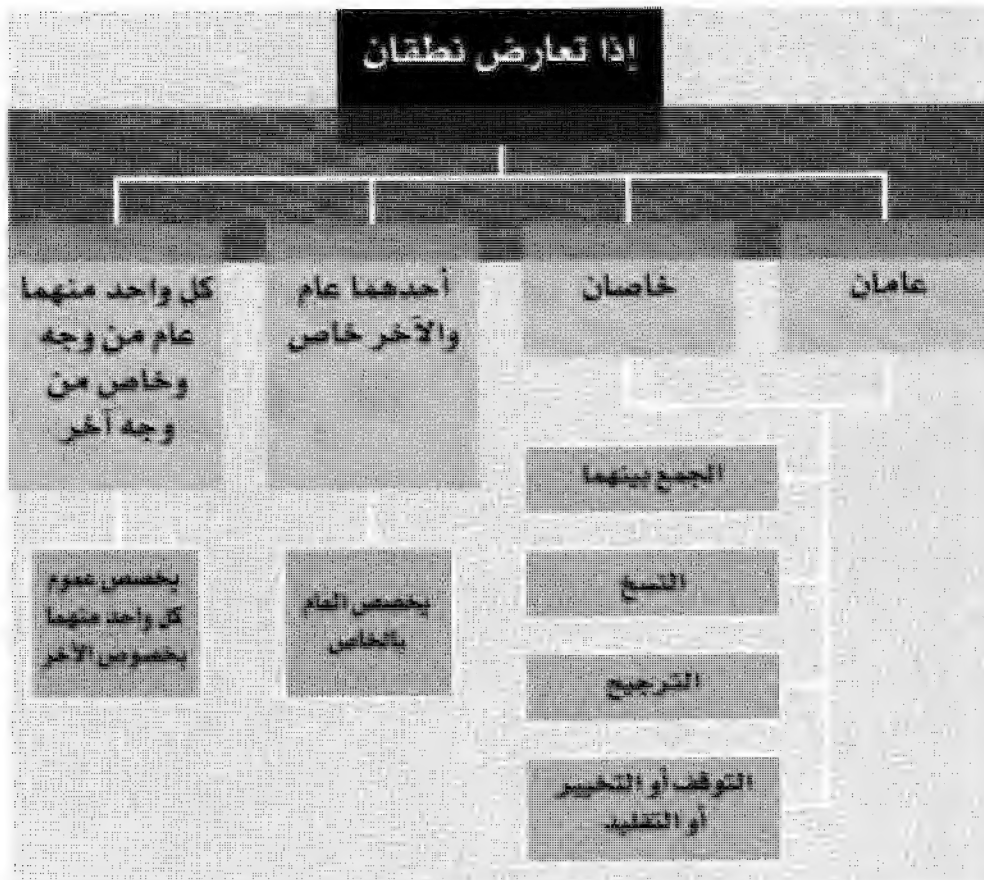 إذا تعارض نطقان
عامان
خاصان
أحدهما عام
والآخر خاص
كل واحد منهما
عام من وجه
وخاص من
وجه آخر
الجمع بينهما
النسخ
الترجيح
التوقف أو التخيير
أو التقليد
يخصص العام
بالخاص
يخصص عموم
كل واحد منهما
بخصوص الآخر